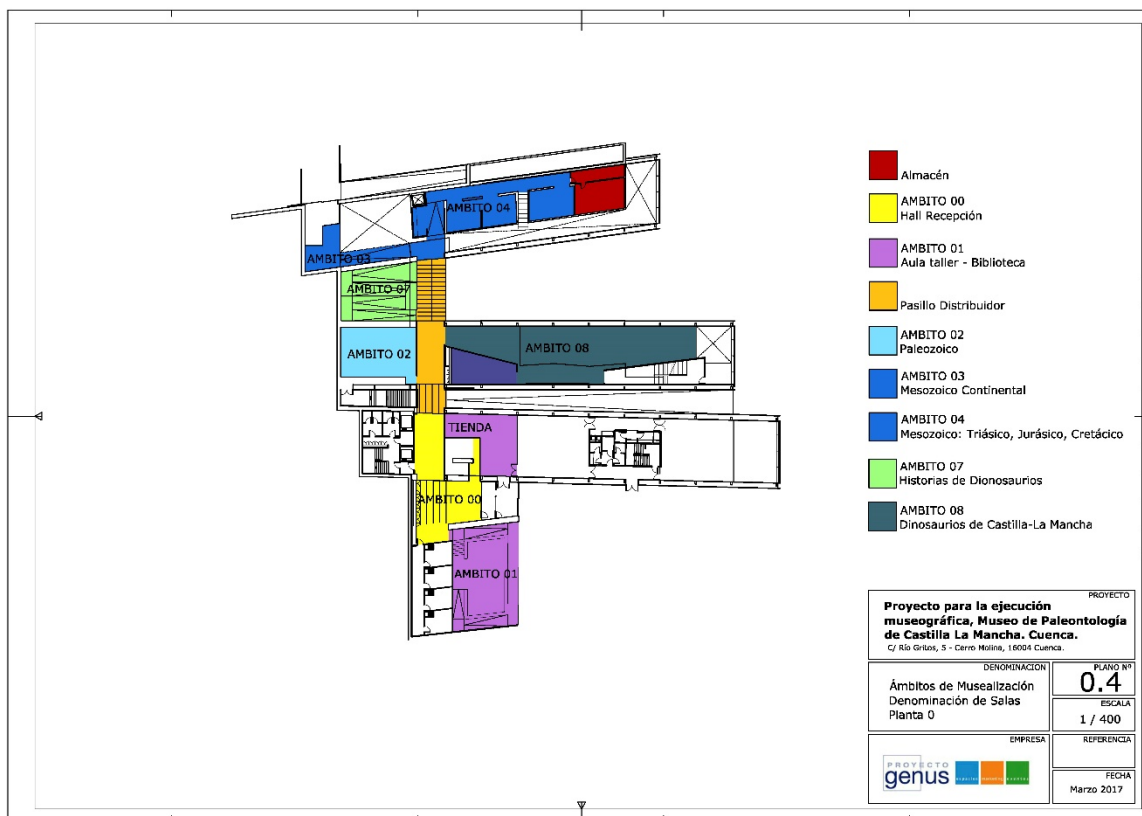 AMBITO 04
AMBITO 03
AMBITO 07
AMBITO 02
AMBITO 08
TIENDA
AMBITO 00
AMBITO 01
Almacén
AMBITO 00
Hall Recepción
AMBITO 01
Aula taller - Biblioteca
Pasillo Distribuidor
AMBITO 02
Paleozoico
AMBITO 03
Mesozoico Continental
AMBITO 04
Mesozoico: Triásico, Jurásico, Cretácico
AMBITO 07
Historias de Dionosaurios
AMBITO 08
Dinosaurios de Castilla-La Mancha
PROYECTO
Proyecto para la ejecución
museográfica, Museo de Paleontología
de Castilla La Mancha. Cuenca.
C/ Río Gritos, 5 - Cerro Molina, 16004 Cuenca.
DENOMINACION
Ámbitos de Musealización
Denominación de Salas
Planta 0
PLANO Nº
0.4
ESCALA
1 / 400
EMPRESA
PROYECTO
genus
REFERENCIA
FECHA
Marzo 2017